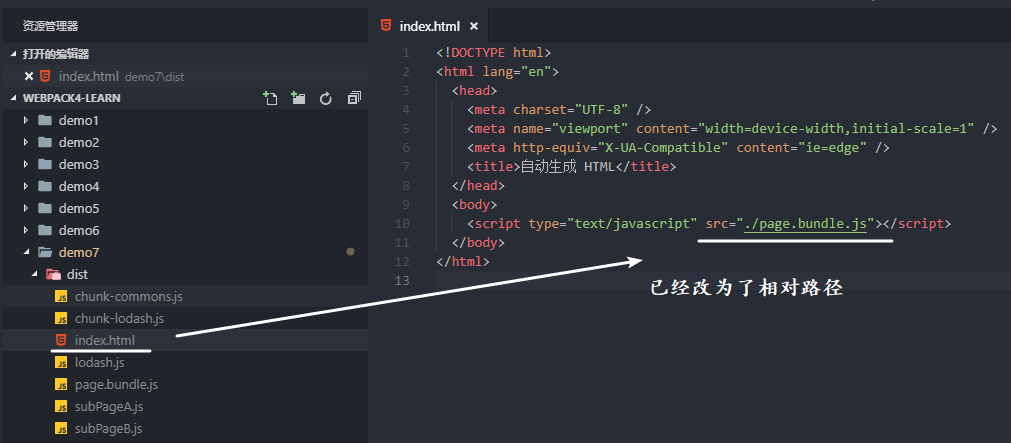 资源管理器
打开的编辑器
index.html demo7\dist
WEBPACK4-LEARN
demo1
demo2
demo3
demo4
demo5
demo6
demo7
dist
JS chunk-commons.js
JS chunk-lodash.js
index.html
JS lodash.js
JS page.bundle.js
JS subPageA.js
JS subPageB.js
index.html
1 <!DOCTYPE html>
2 <html lang="en">
3 <head>
4 <meta charset="UTF-8" />
5 <meta name="viewport" content="width=device-width,initial-scale=1" />
6 <meta http-equiv="X-UA-Compatible" content="ie=edge" />
7 <title>自动生成 HTML</title>
8 </head>
9 <body>
10 <script type="text/javascript" src="./page.bundle.js"></script>
11 </body>
12 </html>
13
已经改为了相对路径